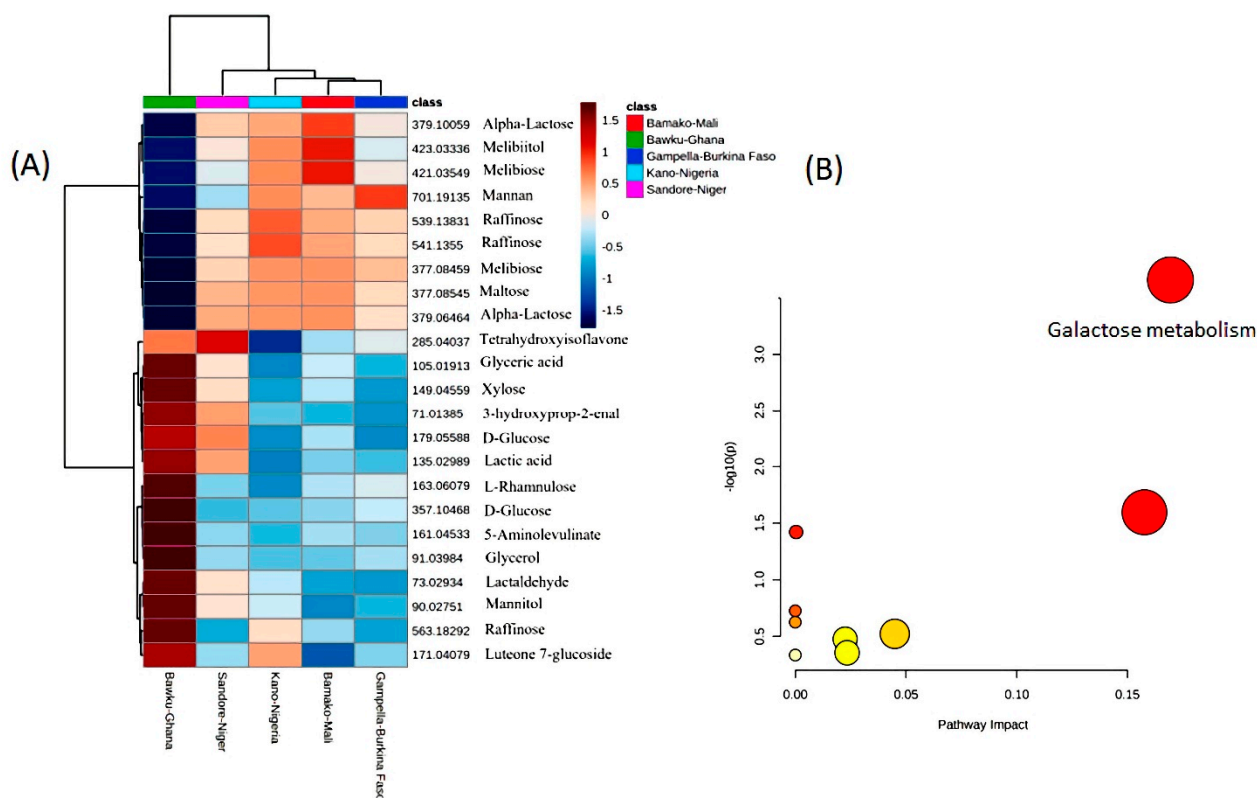 (A)
class
379.10059 Alpha-Lactose
423.03336 Melibiitol
421.03549 Melibiose
701.19135 Mannan
539.13831 Raffinose
541.1355 Raffinose
377.08459 Melibiose
377.08545 Maltose
379.06464 Alpha-Lactose
285.04037 Tetrahydroxyisoflavone
105.01913 Glyceric acid
149.04559 Xylose
71.01385 3-hydroxyprop-2-enal
179.05588 D-Glucose
135.02989 Lactic acid
163.06079 L-Rhamnulose
357.10468 D-Glucose
161.04533 5-Aminolevulinate
91.03984 Glycerol
73.02934 Lactaldehyde
90.02751 Mannitol
563.18292 Raffinose
171.04079 Luteone 7-glucoside
Bawku-Ghana
Sandore-Niger
Kano-Nigeria
Bamako-Mali
Gampella-Burkina Faso
1.5
1
0.5
0
-0.5
-1
-1.5
class
Bamako-Mali
Bawku-Ghana
Gampella-Burkina Faso
Kano-Nigeria
Sandore-Niger
(B)
Galactose metabolism
-log10(p)
3.0
2.5
2.0
1.5
1.0
0.5
0.00 0.05 0.10 0.15
Pathway Impact